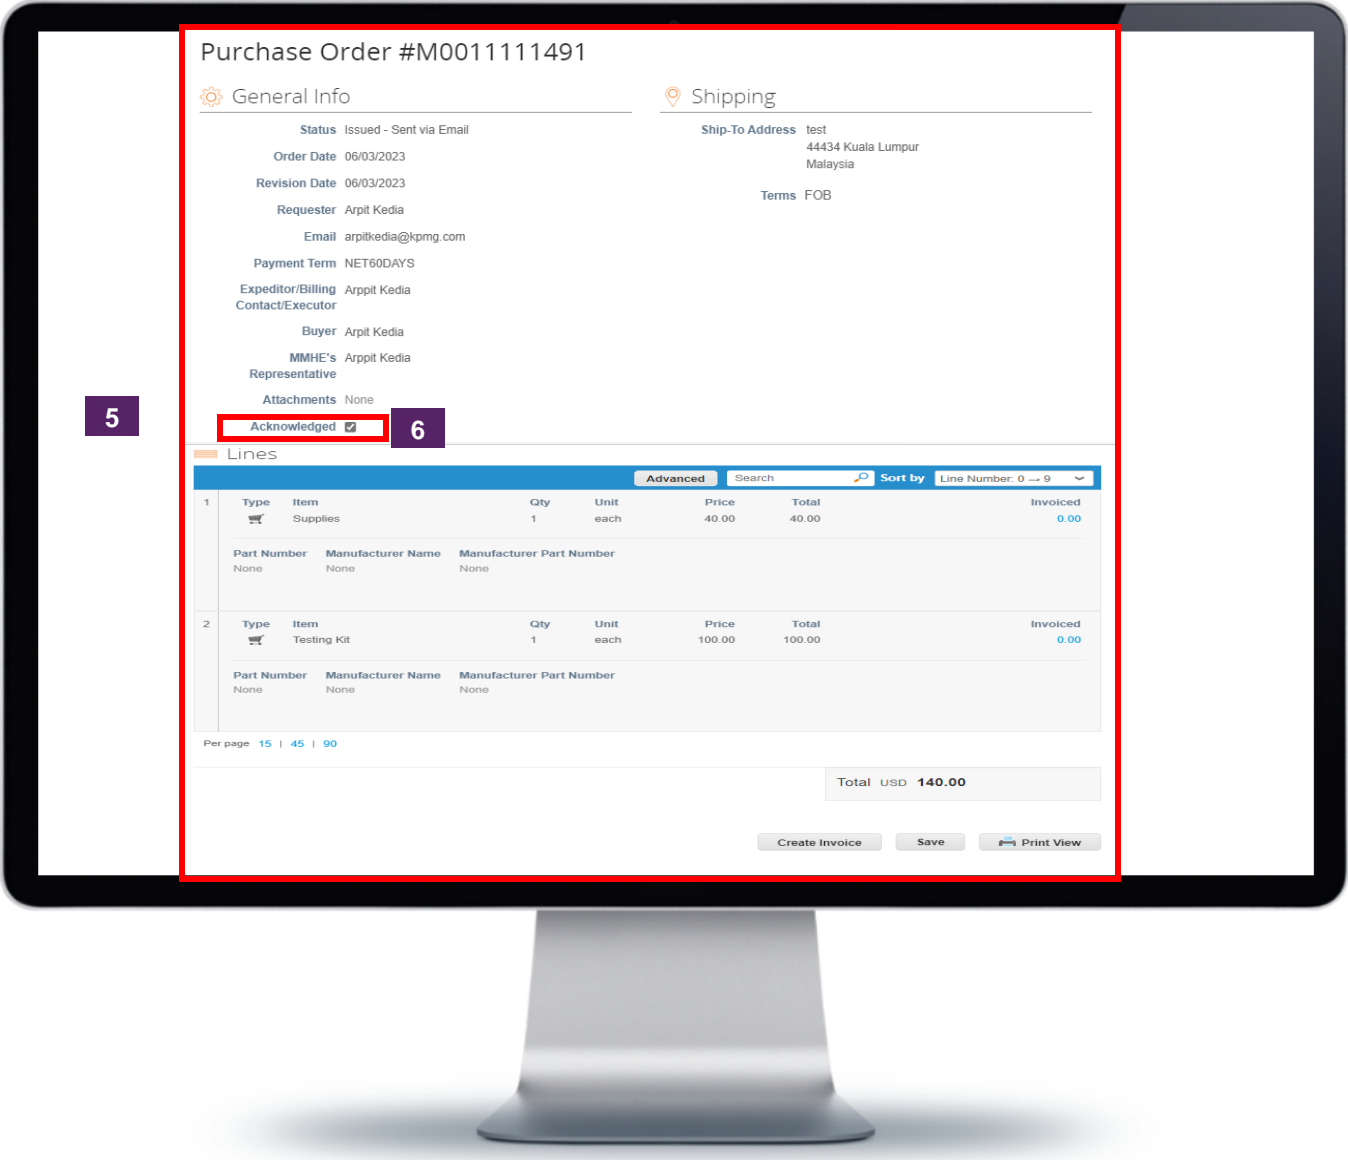 Purchase Order #M0011111491
General Info
Status Issued - Sent via Email
Order Date 06/03/2023
Revision Date 06/03/2023
Requester Arpit Kedia
Email arpitkedia@kpmg.com
Payment Term NET60DAYS
Expeditor/Billing Contact/Executor Arppit Kedia
Buyer Arpit Kedia
MMHE's Representative Arppit Kedia
Attachments None
Acknowledged
5
6
Shipping
Ship-To Address test
44434 Kuala Lumpur
Malaysia
Terms FOB
Lines
Advanced Search Sort by Line Number: 0 → 9
1 Type Item Qty Unit Price Total Invoiced
Supplies 1 each 40.00 40.00 0.00
Part Number Manufacturer Name Manufacturer Part Number
None None None
2 Type Item Qty Unit Price Total Invoiced
Testing Kit 1 each 100.00 100.00 0.00
Part Number Manufacturer Name Manufacturer Part Number
None None None
Per page 15 | 45 | 90
Total USD 140.00
Create Invoice Save Print View